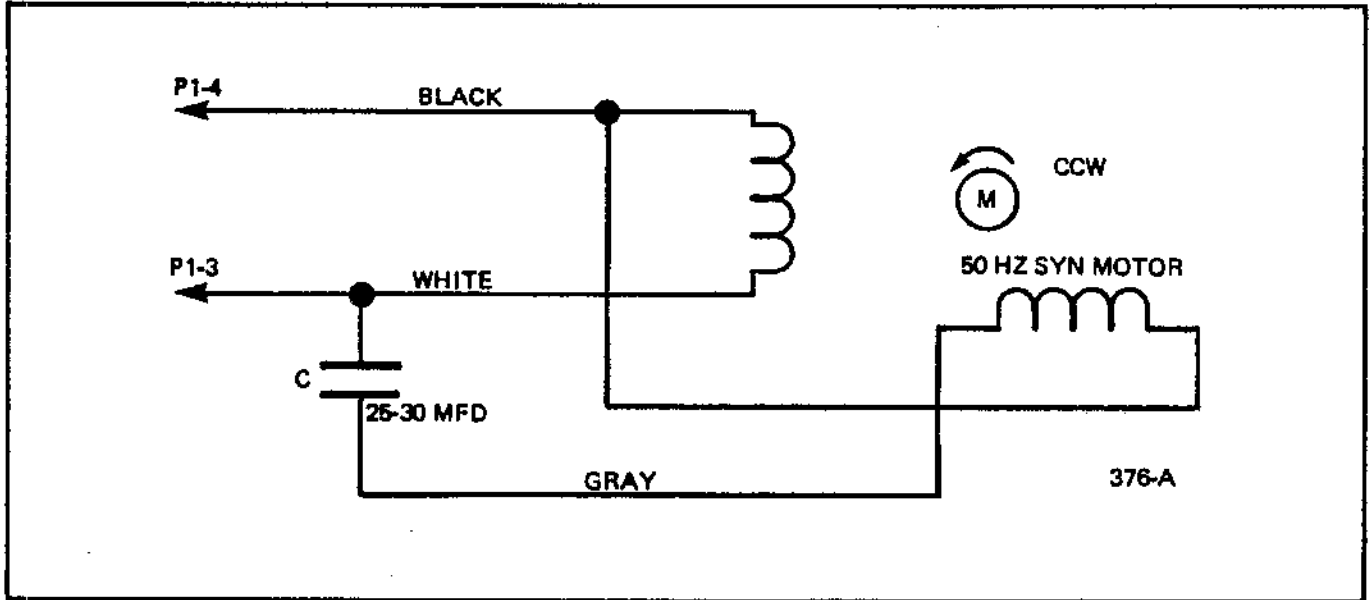 P1-4
BLACK
CCW
M
P1-3
WHITE
50 HZ SYN MOTOR
C
25-30 MFD
GRAY
376-A